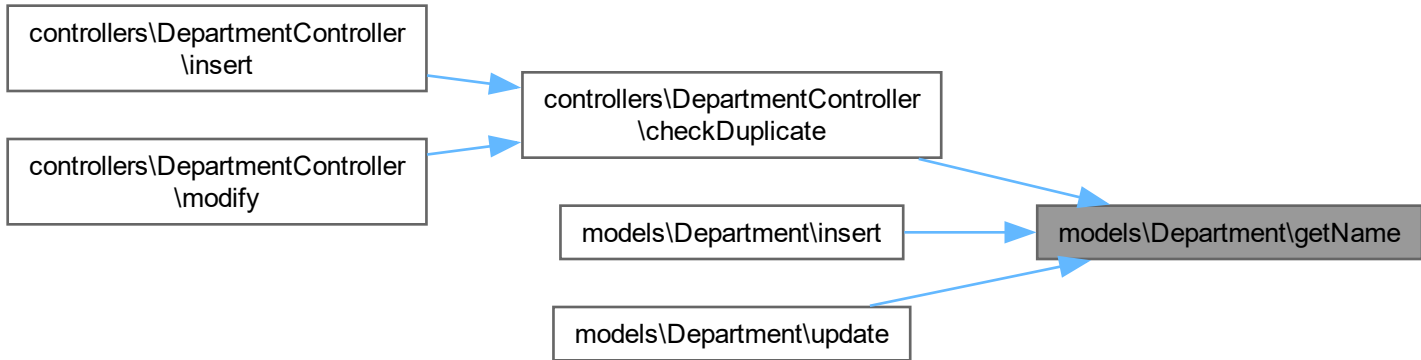 controllers\DepartmentController
\insert
controllers\DepartmentController
\modify
controllers\DepartmentController
\checkDuplicate
models\Department\insert
models\Department\update
models\Department\getName